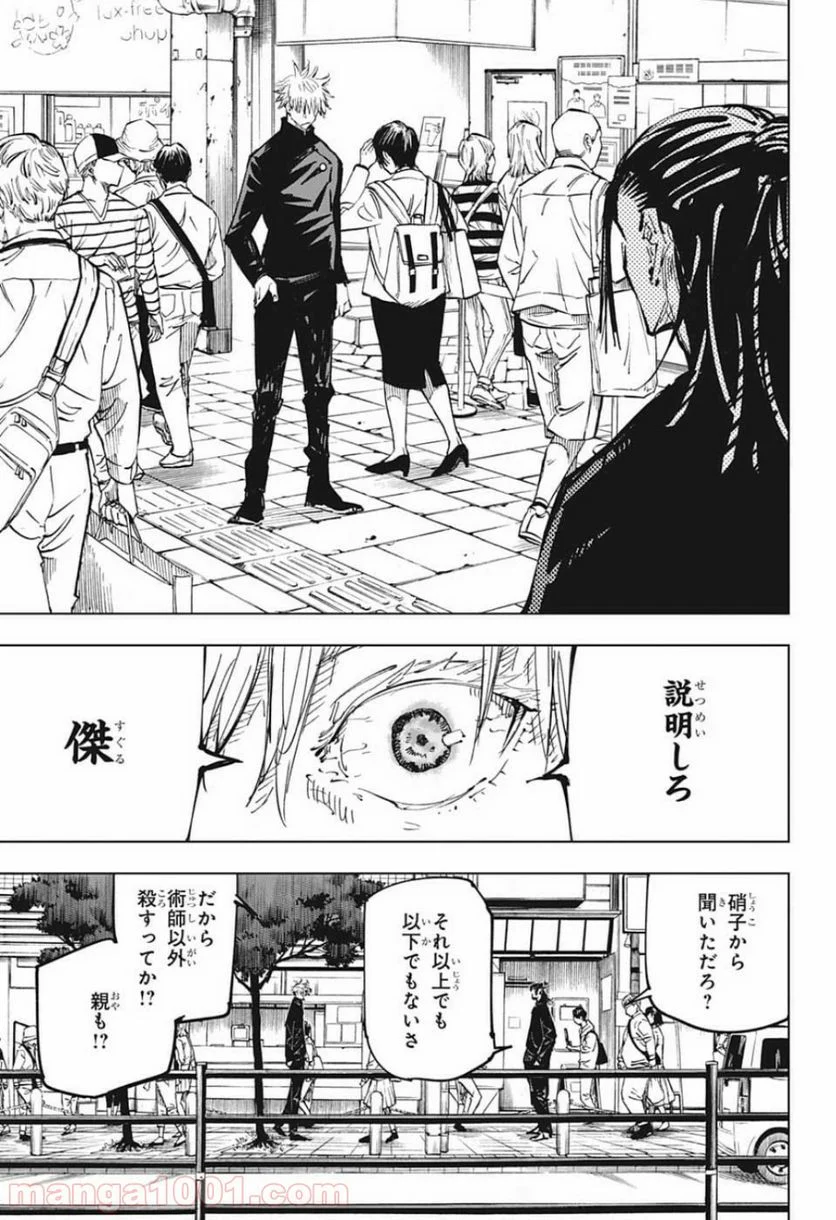 lux-free
shop
説明しろ
傑
硝子から
聞いただろ?
それ以上でも
以下でもないさ
だから
術師以外
殺すってか!?
親も!?
manga1001.com